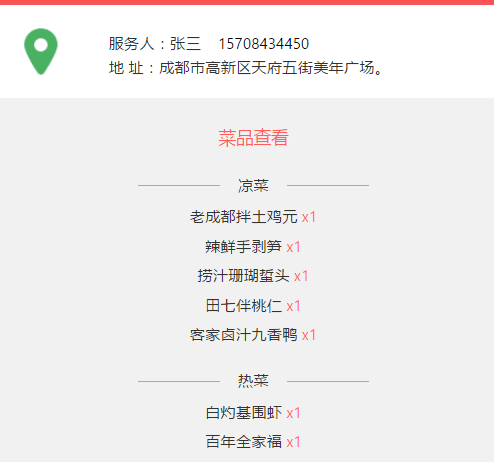 服务人：张三 15708434450
地 址：成都市高新区天府五街美年广场。
菜品查看
凉菜
老成都拌土鸡元 x1
辣鲜手剥笋 x1
捞汁珊瑚蜇头 x1
田七伴桃仁 x1
客家卤汁九香鸭 x1
热菜
白灼基围虾 x1
百年全家福 x1